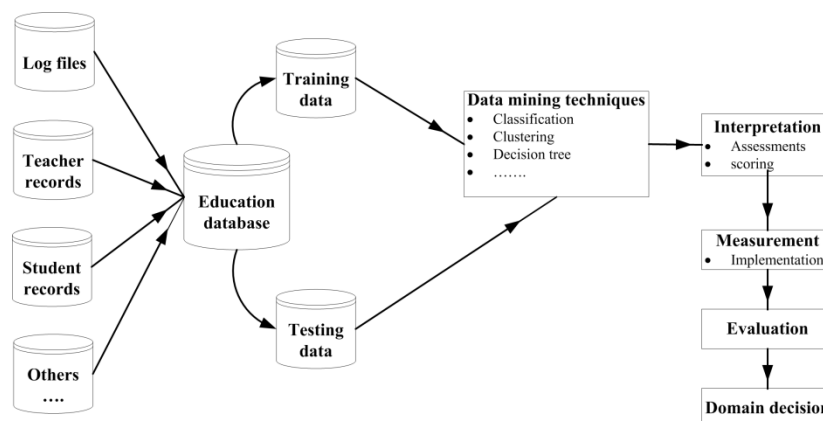 Log files
Teacher
records
Student
records
Others
….
Education
database
Training
data
Testing
data
Data mining techniques
• Classification
• Clustering
• Decision tree
• …….
Interpretation
• Assessments
• scoring
Measurement
• Implementation
Evaluation
Domain decision